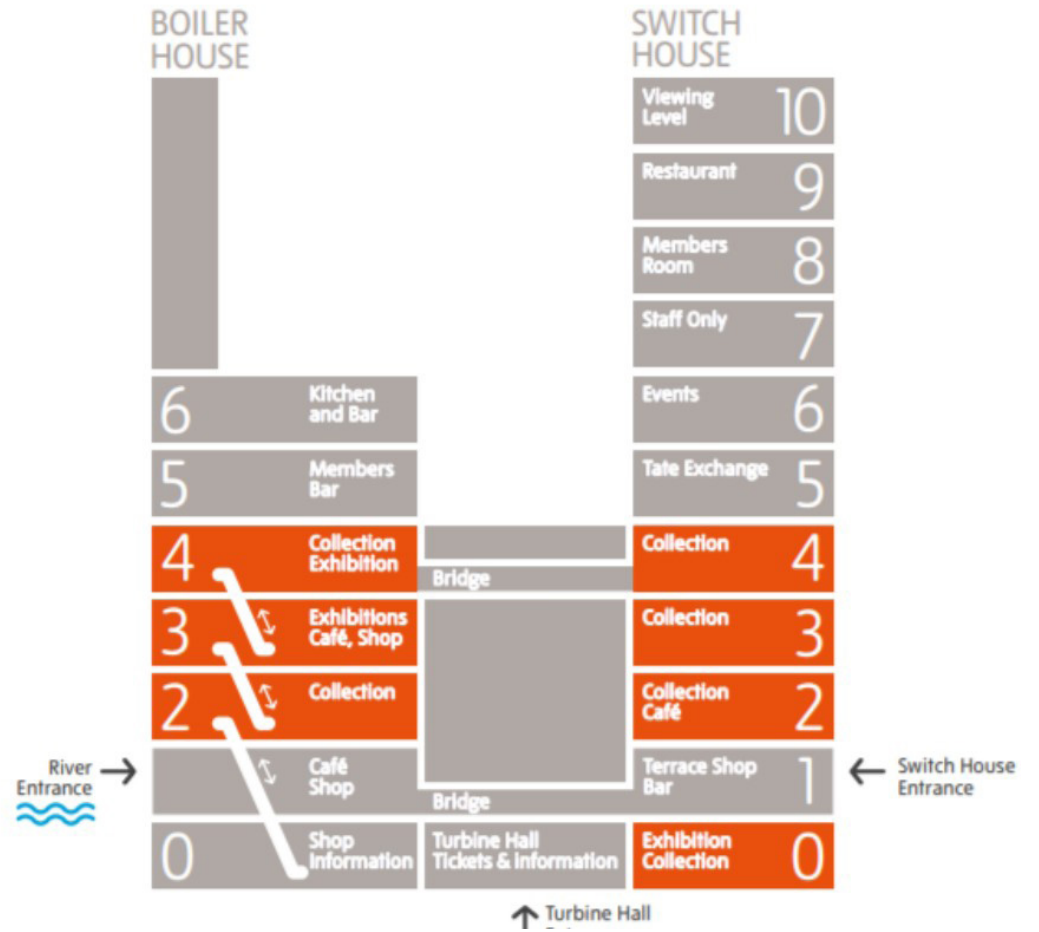 BOILER
HOUSE
SWITCH
HOUSE
Viewing
Level
10
Restaurant
9
Members
Room
8
Staff Only
7
6
Kitchen
and Bar
Events
6
5
Members
Bar
Tate Exchange
5
4
Collection
Exhibition
Bridge
Collection
4
3
Exhibitions
Café, Shop
Collection
3
2
Collection
Collection
Café
2
River
Entrance
Café
Shop
Bridge
Terrace Shop
Bar
1
Switch House
Entrance
0
Shop
Information
Turbine Hall
Tickets & Information
Exhibition
Collection
0
Turbine Hall